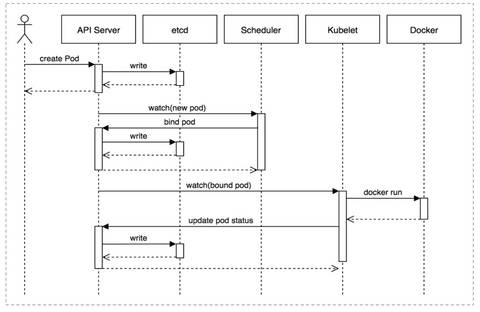 API Server
etcd
Scheduler
Kubelet
Docker
create Pod
write
watch(new pod)
bind pod
write
watch(bound pod)
docker run
update pod status
write